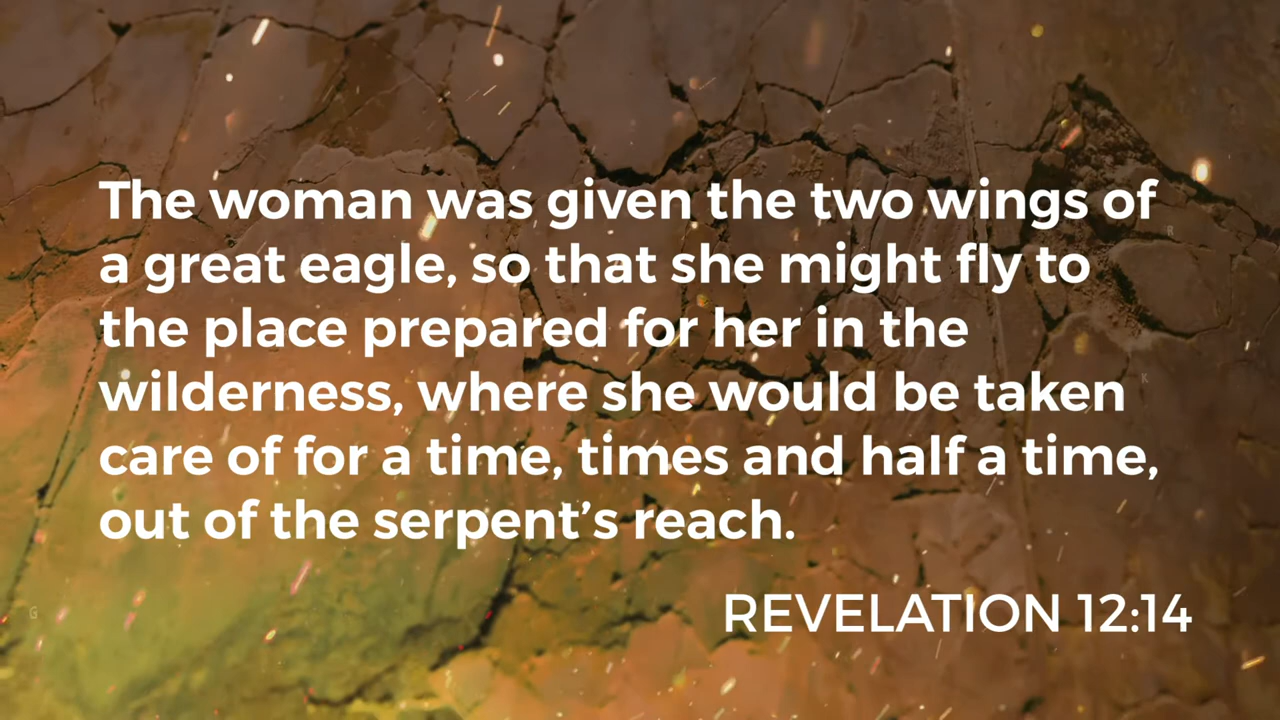 The woman was given the two wings of
a great eagle, so that she might fly to
the place prepared for her in the
wilderness, where she would be taken
care of for a time, times and half a time,
out of the serpent’s reach.
REVELATION 12:14
R
K
G